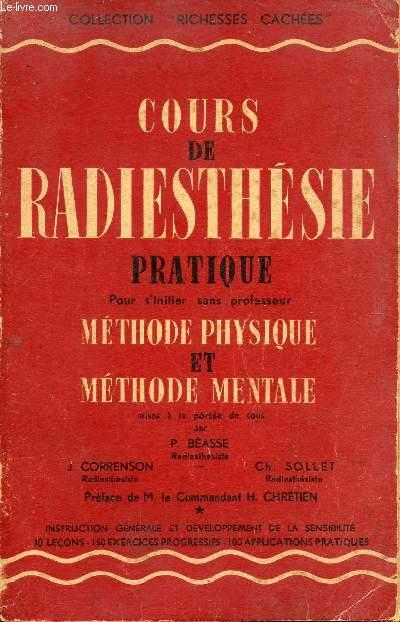 Le-livre.com
COLLECTION "RICHESSES CACHÉES"
COURS
DE
RADIESTHÉSIE
PRATIQUE
Pour s'initier sans professeur
MÉTHODE PHYSIQUE
ET
MÉTHODE MENTALE
mises à la portée de tous
par
P. BÉASSE
Radiesthésiste
J. CORRENSON — Ch. SOLLET
Radiesthésiste Radiesthésiste
Préface de M. le Commandant H. CHRÉTIEN
★
INSTRUCTION GÉNÉRALE ET DÉVELOPPEMENT DE LA SENSIBILITÉ
10 LEÇONS - 150 EXERCICES PROGRESSIFS - 100 APPLICATIONS PRATIQUES